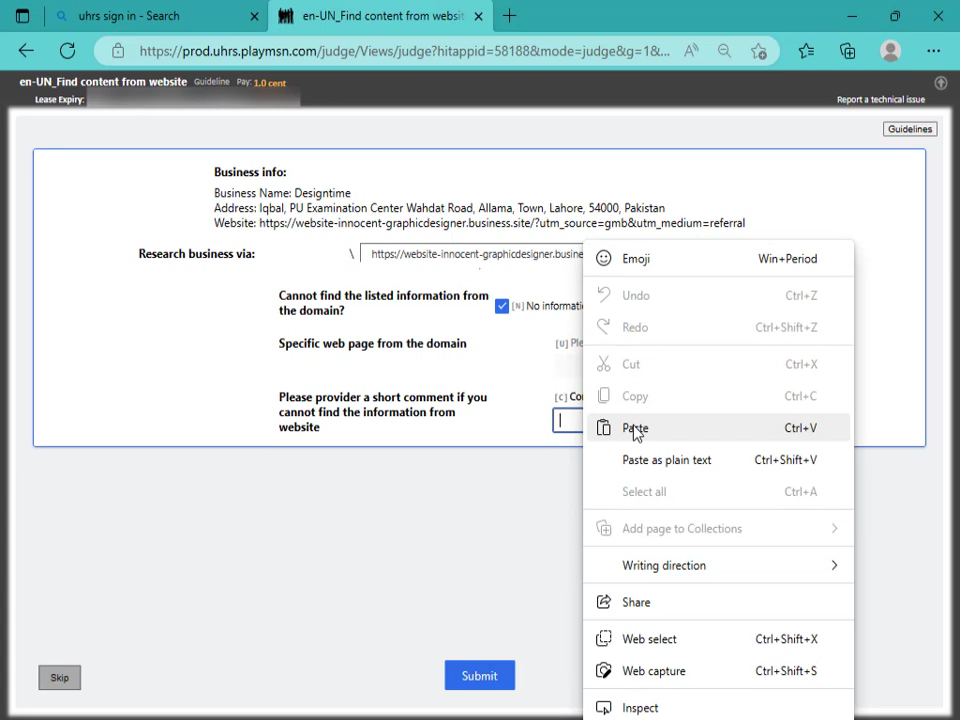 uhrs sign in - Search
en-UN_Find content from websit
https://prod.uhrs.playmsn.com/judge/Views/judge?hitappid=58188&mode=judge&g=1&...
en-UN_Find content from website Guideline Pay: 1.0 cent
Lease Expiry:
Report a technical issue
Guidelines
Business info:
Business Name: Designtime
Address: Iqbal, PU Examination Center Wahdat Road, Allama, Town, Lahore, 54000, Pakistan
Website: https://website-innocent-graphicdesigner.business.site/?utm_source=gmb&utm_medium=referral
Research business via: \ https://website-innocent-graphicdesigner.busine
Cannot find the listed information from
the domain?
[N] No informati
Specific web page from the domain
[U] Ple
Please provider a short comment if you
cannot find the information from
website
[C] Co
Emoji Win+Period
Undo Ctrl+Z
Redo Ctrl+Shift+Z
Cut Ctrl+X
Copy Ctrl+C
Paste Ctrl+V
Paste as plain text Ctrl+Shift+V
Select all Ctrl+A
Add page to Collections
Writing direction
Share
Web select Ctrl+Shift+X
Web capture Ctrl+Shift+S
Inspect
Skip
Submit